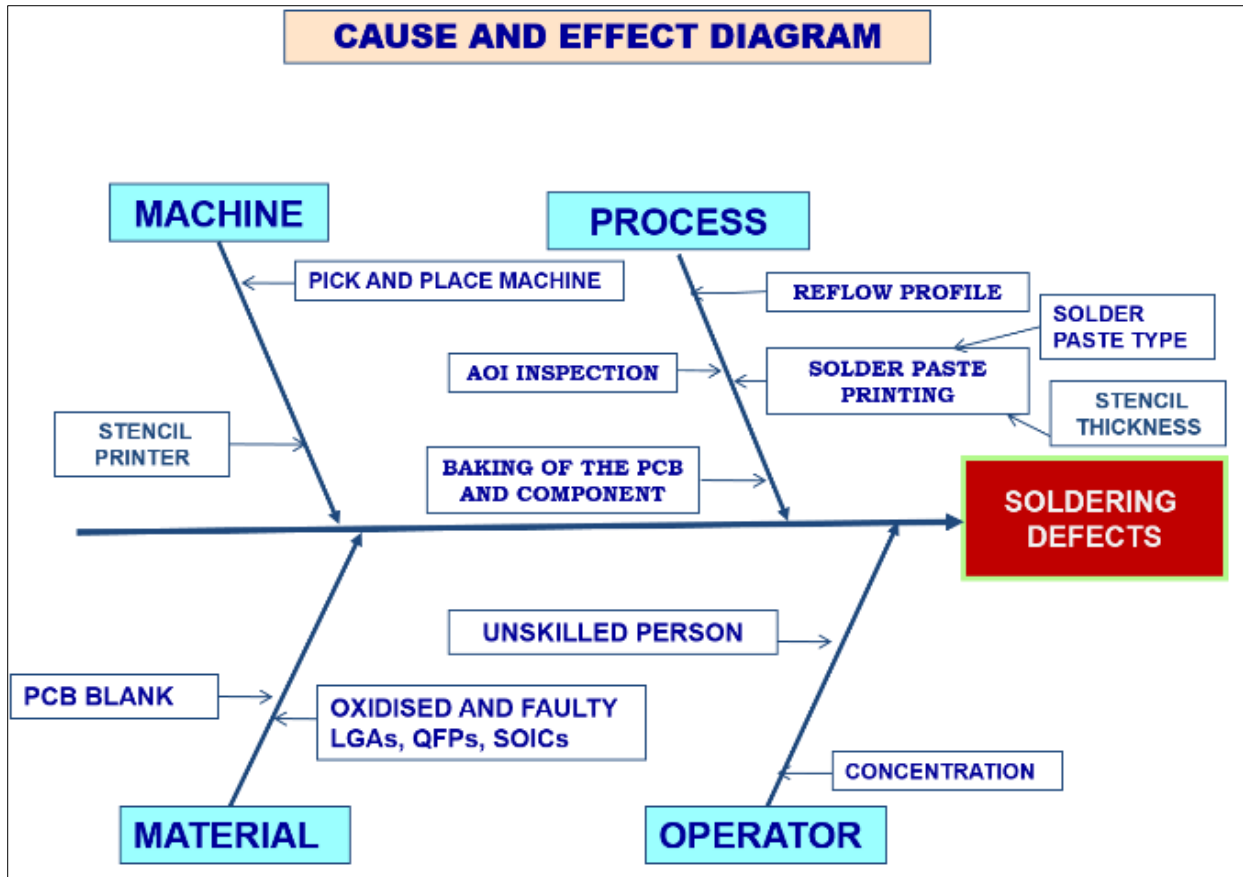 CAUSE AND EFFECT DIAGRAM
MACHINE
PROCESS
PICK AND PLACE MACHINE
REFLOW PROFILE
SOLDER
PASTE TYPE
AOI INSPECTION
SOLDER PASTE
PRINTING
STENCIL
THICKNESS
STENCIL
PRINTER
BAKING OF THE PCB
AND COMPONENT
SOLDERING
DEFECTS
UNSKILLED PERSON
PCB BLANK
OXIDISED AND FAULTY
LGAs, QFPs, SOICs
CONCENTRATION
MATERIAL
OPERATOR